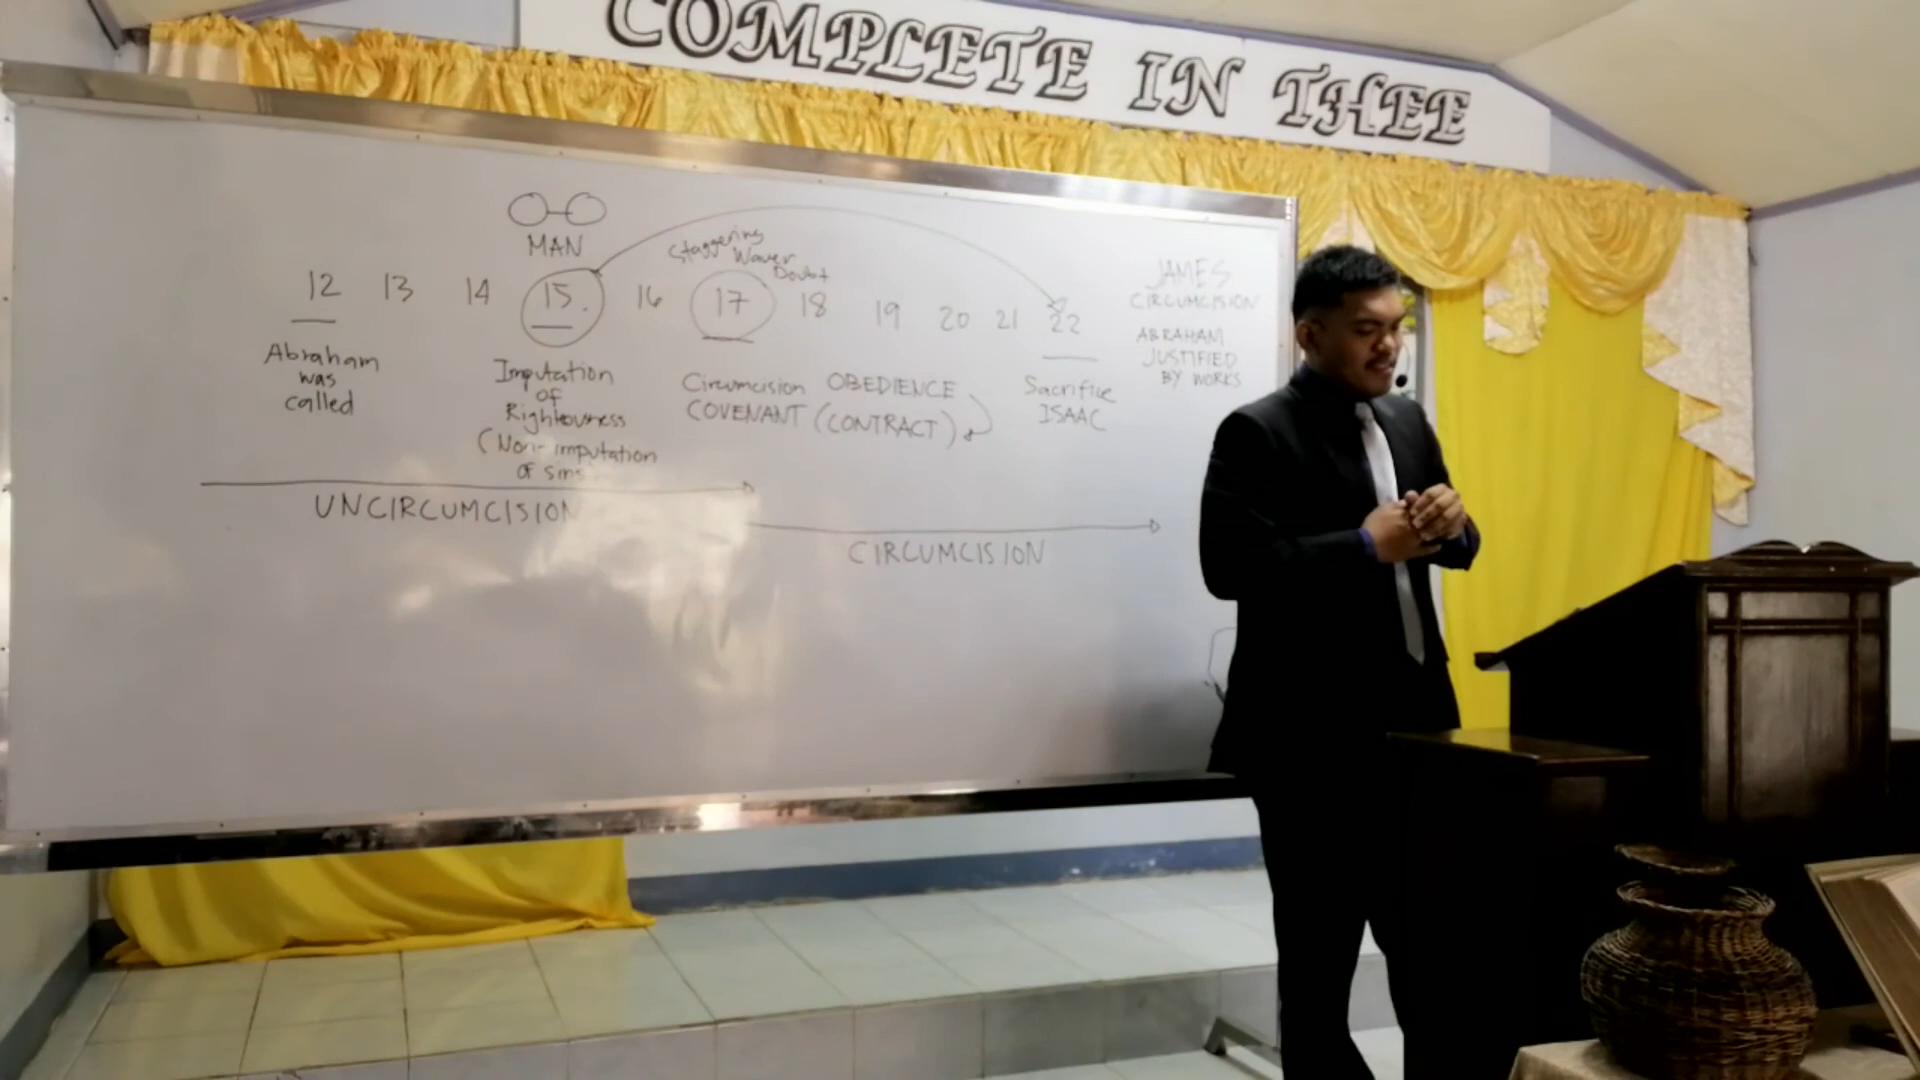 COMPLETE IN THEE
MAN
Staggering
Waver
Doubt
12 13 14 15. 16 17 18 19 20 21 22
Abraham
was
called
Imputation
of
Righteousness
(Non-imputation
of sins
Circumcision OBEDIENCE
COVENANT (CONTRACT)
Sacrifice
ISAAC
JAMES
CIRCUMCISION
ABRAHAM
JUSTIFIED
BY WORKS
UNCIRCUMCISION
CIRCUMCISION